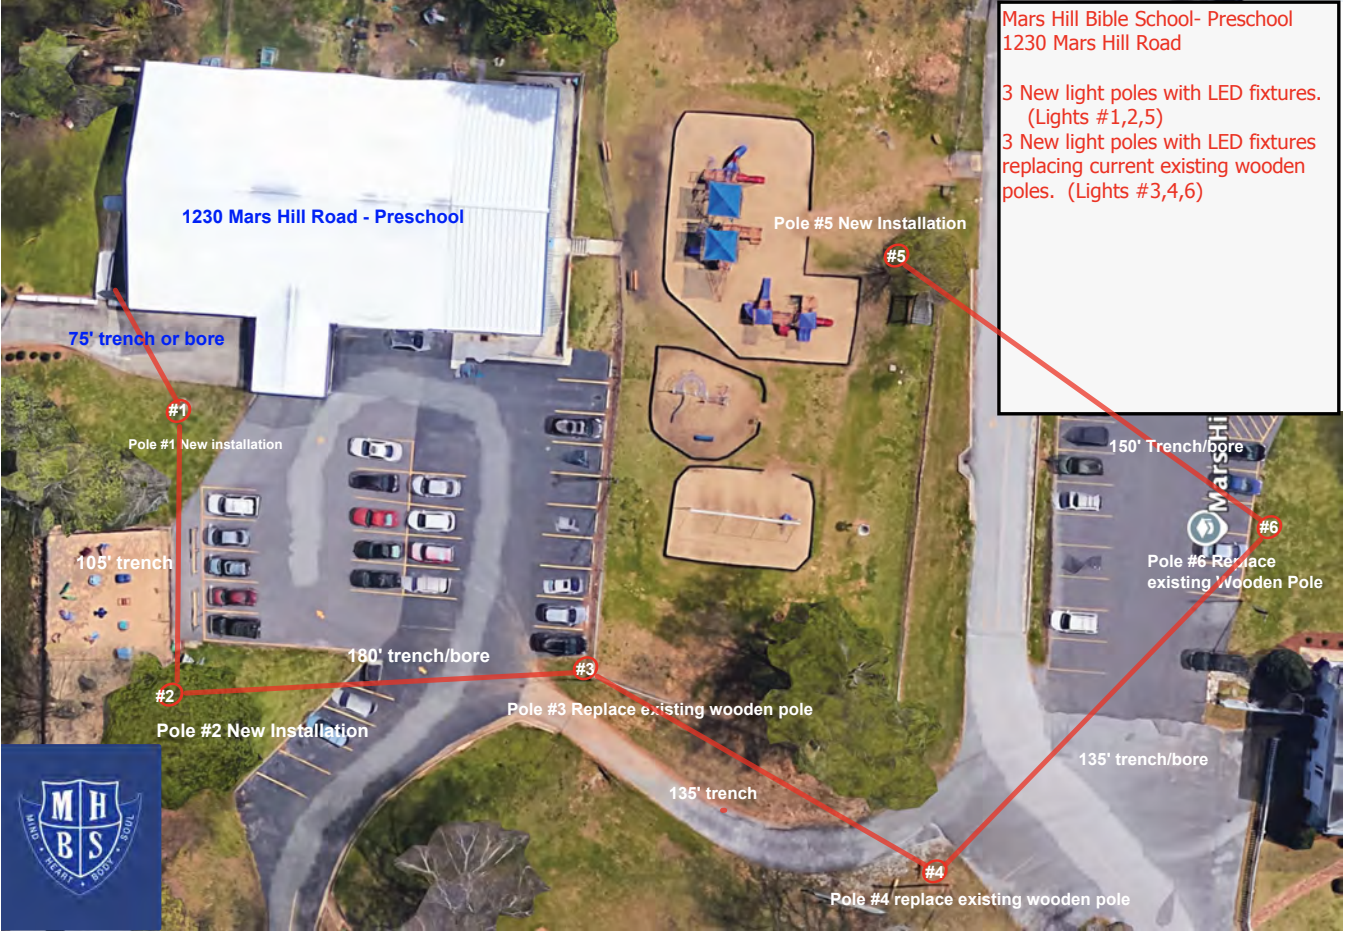 Mars Hill Bible School- Preschool
1230 Mars Hill Road
3 New light poles with LED fixtures.
(Lights #1,2,5)
3 New light poles with LED fixtures
replacing current existing wooden
poles.  (Lights #3,4,6)
1230 Mars Hill Road - Preschool
Pole #5 New Installation
#5
75' trench or bore
#1
Pole #1 New installation
150' Trench/bore
Mars Hi
#6
Pole #6 Replace
existing Wooden Pole
105' trench
180' trench/bore
#3
#2
Pole #3 Replace existing wooden pole
Pole #2 New Installation
135' trench/bore
135' trench
#4
Pole #4 replace existing wooden pole
M H
B S
MIND • HEART • BODY • SOUL